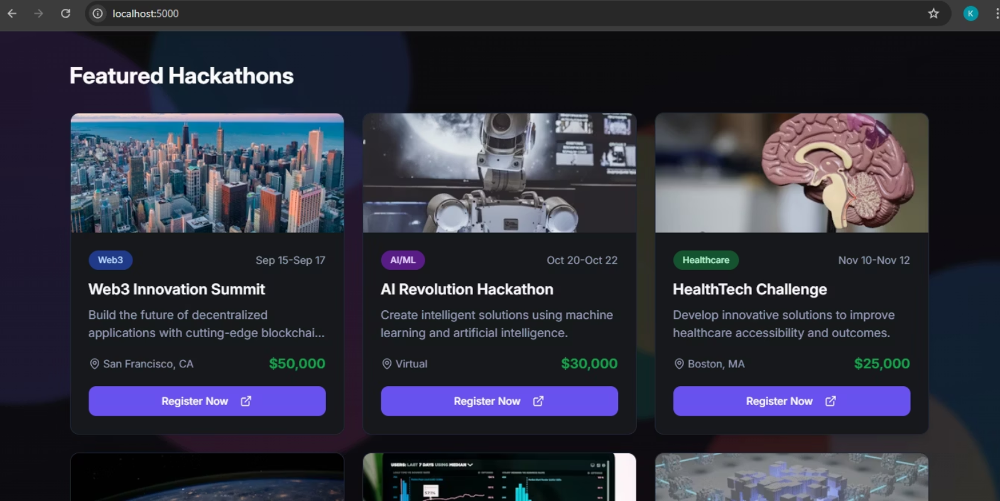 localhost:5000
K
Featured Hackathons
Web3
Sep 15-Sep 17
Web3 Innovation Summit
Build the future of decentralized
applications with cutting-edge blockchai...
San Francisco, CA
$50,000
Register Now
AI/ML
Oct 20-Oct 22
AI Revolution Hackathon
Create intelligent solutions using machine
learning and artificial intelligence.
Virtual
$30,000
Register Now
Healthcare
Nov 10-Nov 12
HealthTech Challenge
Develop innovative solutions to improve
healthcare accessibility and outcomes.
Boston, MA
$25,000
Register Now
USERS: LAST 7 DAYS USING MEDIAN